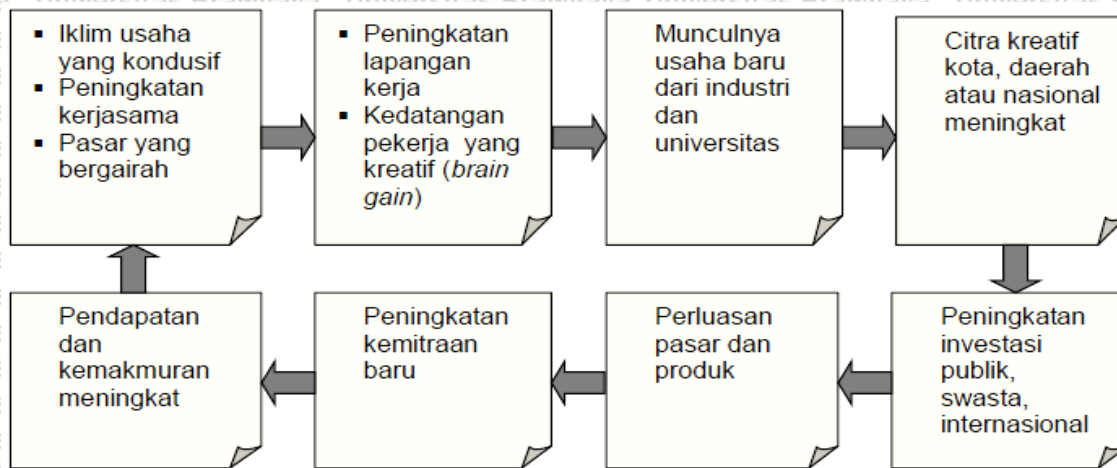 ▪ Iklim usaha
yang kondusif
▪ Peningkatan
kerjasama
▪ Pasar yang
bergairah
▪ Peningkatan
lapangan
kerja
▪ Kedatangan
pekerja yang
kreatif (brain
gain)
Munculnya
usaha baru
dari industri
dan
universitas
Citra kreatif
kota, daerah
atau nasional
meningkat
Peningkatan
investasi
publik,
swasta,
internasional
Perluasan
pasar dan
produk
Peningkatan
kemitraan
baru
Pendapatan
dan
kemakmuran
meningkat